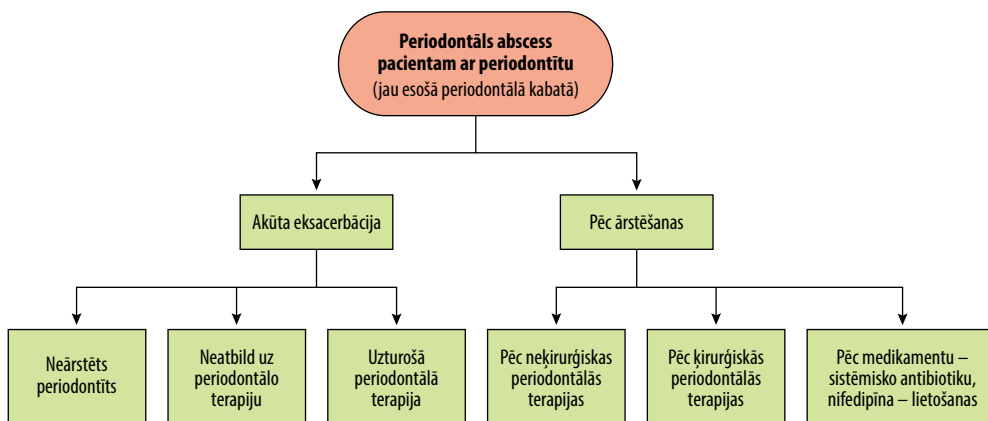 Periodontāls abscess
pacientam ar periodontītu
(jau esošā periodontālā kabatā)
Akūta eksacerbācija
Pēc ārstēšanas
Neārstēts
periodontīts
Neatbild uz
periodontālo
terapiju
Uzturošā
periodontālā
terapija
Pēc neķirurģiskas
periodontālās
terapijas
Pēc ķirurģiskās
periodontālās
terapijas
Pēc medikamentu –
sistēmisko antibiotiku,
nifedipīna – lietošanas